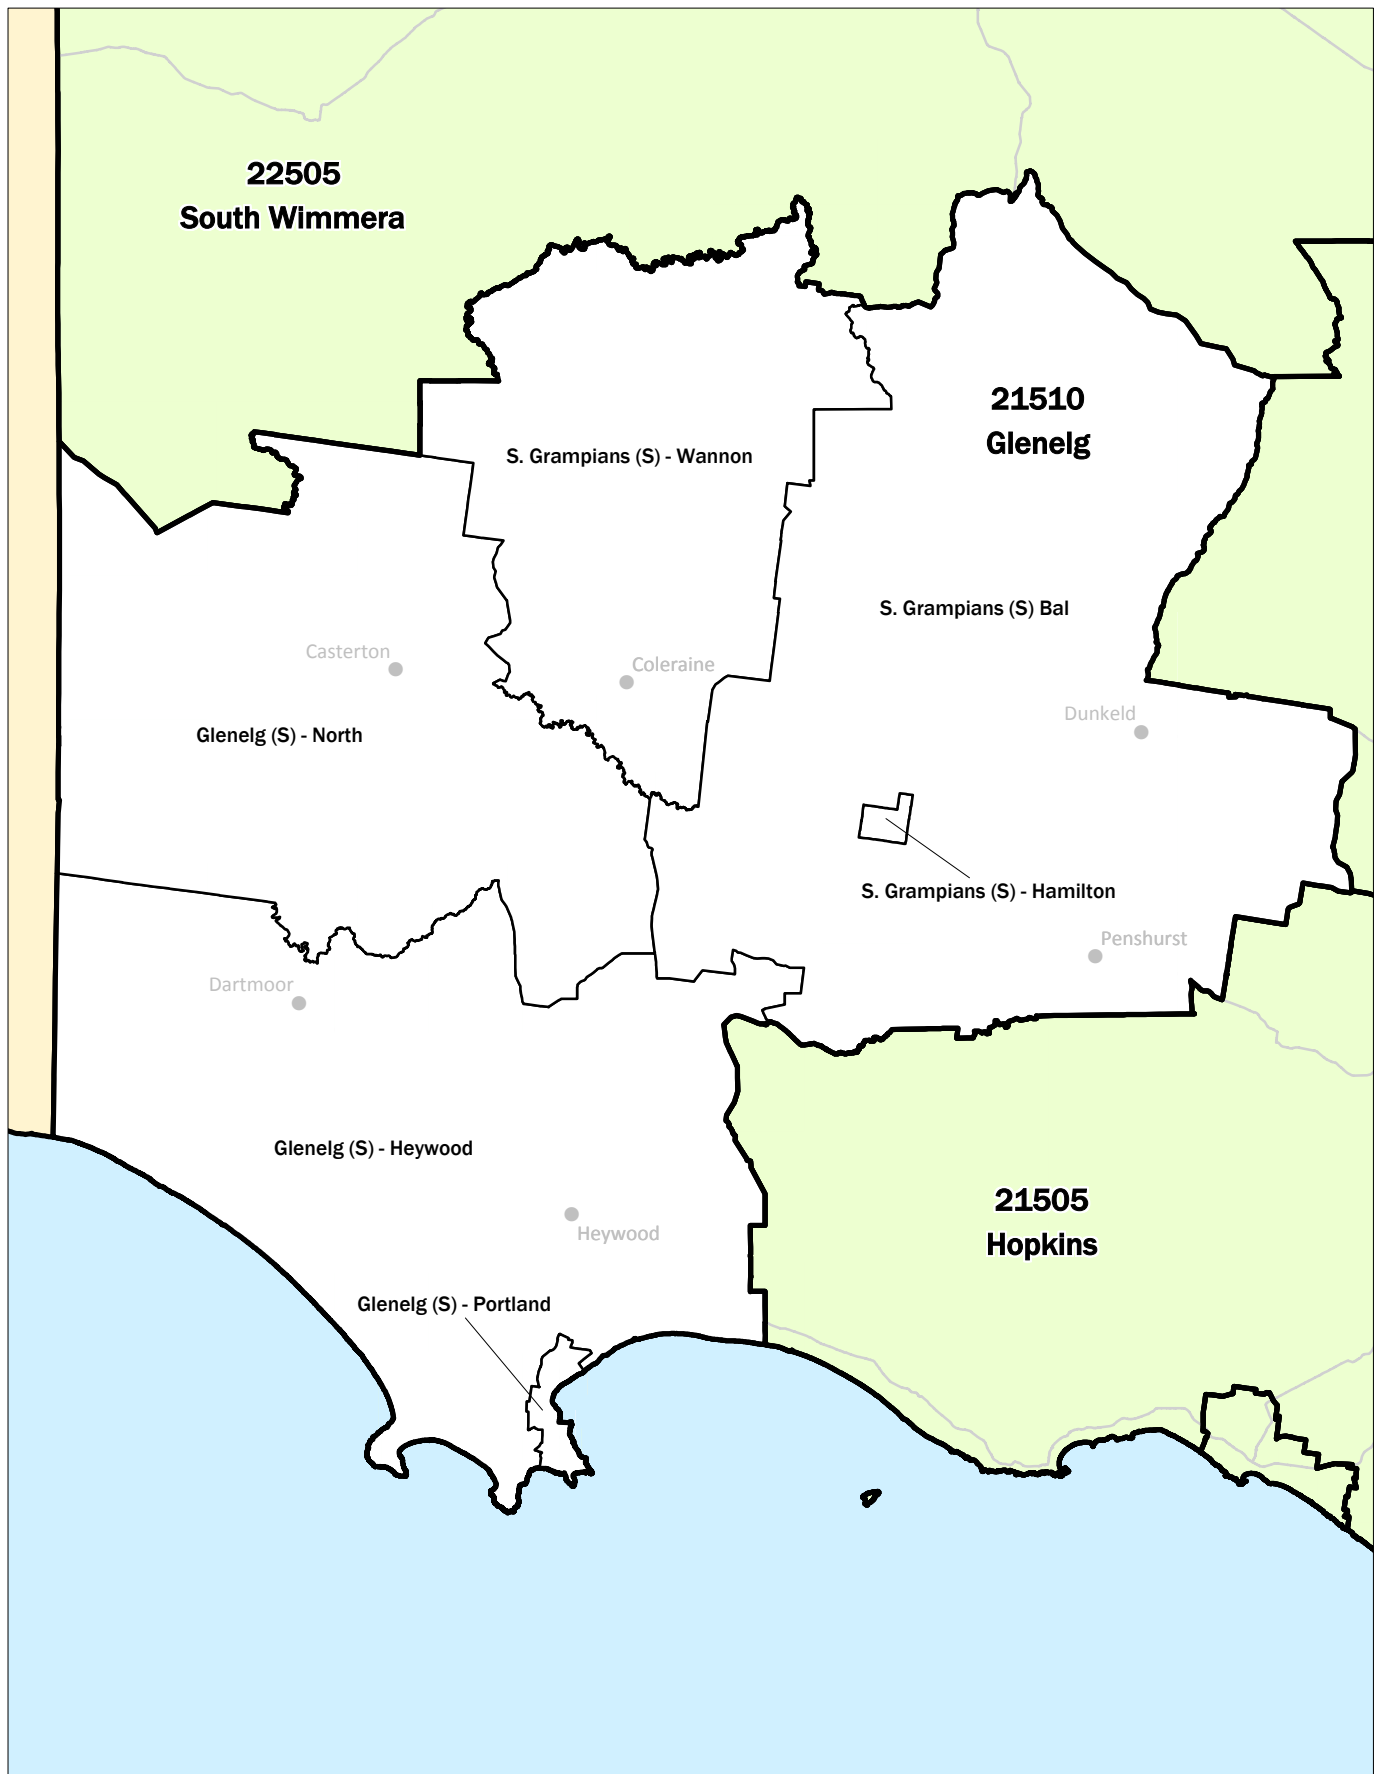 22505
South Wimmera
21510
Glenelg
S. Grampians (S) - Wannon
S. Grampians (S) Bal
Casterton
Coleraine
Dunkeld
Glenelg (S) - North
S. Grampians (S) - Hamilton
Penshurst
Dartmoor
Glenelg (S) - Heywood
21505
Hopkins
Heywood
Glenelg (S) - Portland